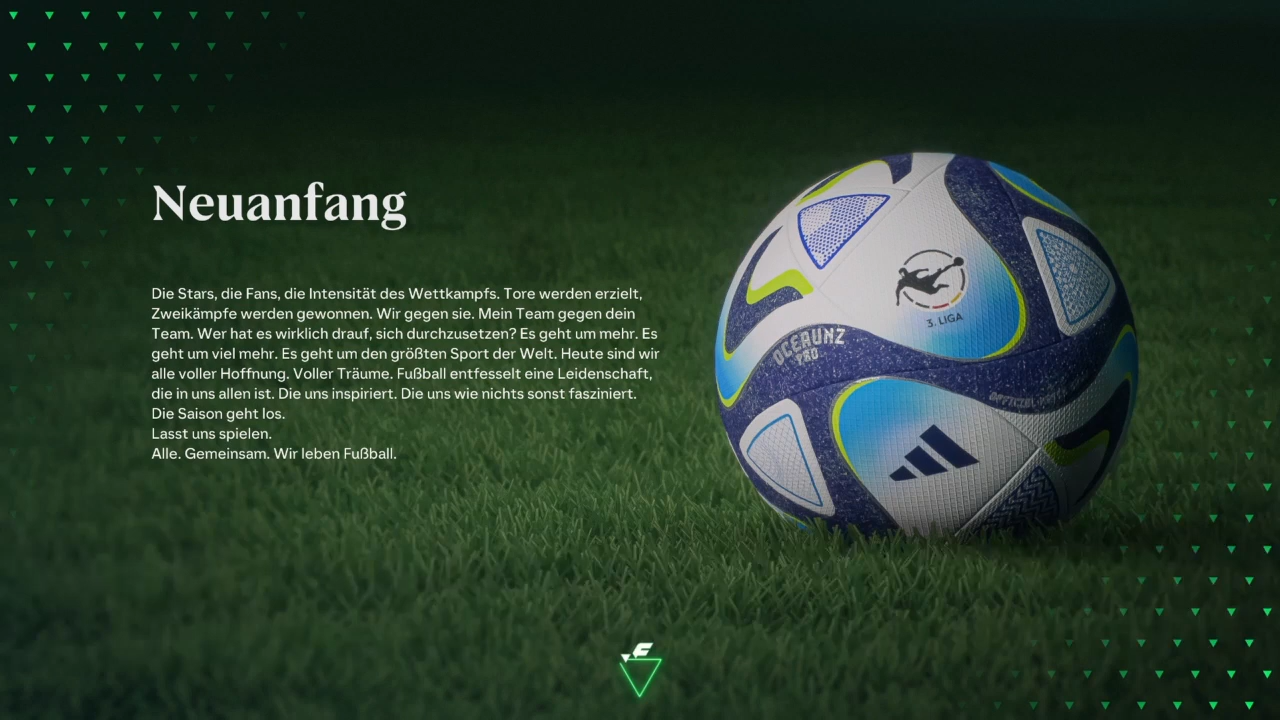 Neuanfang
Die Stars, die Fans, die Intensität des Wettkampfs. Tore werden erzielt,
Zweikämpfe werden gewonnen. Wir gegen sie. Mein Team gegen dein
Team. Wer hat es wirklich drauf, sich durchzusetzen? Es geht um mehr. Es
geht um viel mehr. Es geht um den größten Sport der Welt. Heute sind wir
alle voller Hoffnung. Voller Träume. Fußball entfesselt eine Leidenschaft,
die in uns allen ist. Die uns inspiriert. Die uns wie nichts sonst fasziniert.
Die Saison geht los.
Lasst uns spielen.
Alle. Gemeinsam. Wir leben Fußball.
3. LIGA
OCEAUNZ
PRO